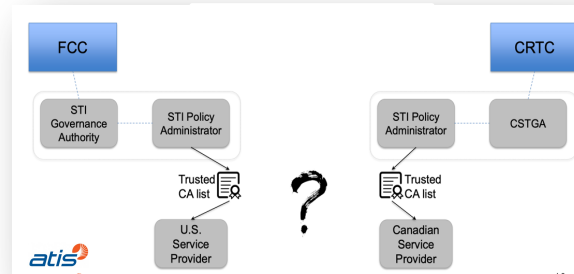 FCC
CRTC
STI
Governance
Authority
STI Policy
Administrator
STI Policy
Administrator
CSTGA
Trusted
CA list
?
Trusted
CA list
U.S.
Service
Provider
Canadian
Service
Provider
atis